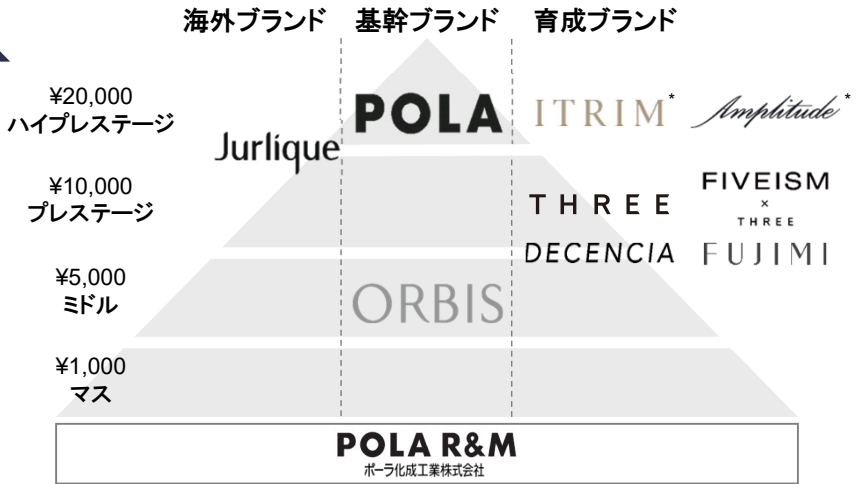 海外ブランド 基幹ブランド 育成ブランド
¥20,000
ハイプレステージ
Jurlique
POLA
ITRIM* Amplitude*
¥10,000
プレステージ
THREE
FIVEISM
×
THREE
DECENCIA FUJIMI
¥5,000
ミドル
ORBIS
¥1,000
マス
POLA R&M
ポーラ化成工業株式会社